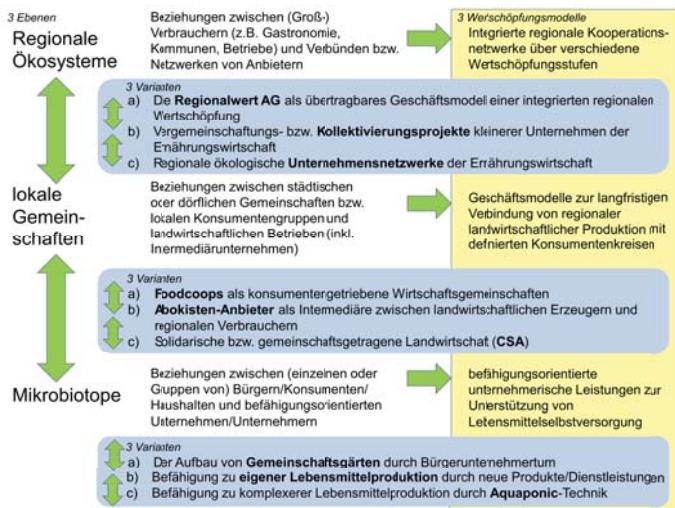 3 Ebenen
Regionale
Ökosysteme
Beziehungen zwischen (Groß-)
Verbrauchern (z.B. Gastronomie,
Kommunen, Betriebe) und Verbünden bzw.
Netzwerken von Anbietern
3 Wertschöpfungsmodelle
Integrierte regionale Kooperations-
netzwerke über verschiedene
Wertschöpfungsstufen
3 Varianten
a) Die Regionalwert AG als übertragbares Geschäftsmodel einer integrierten regionalen
Wertschöpfung
b) Vergemeinschaftungs- bzw. Kollektivierungsprojekte kleinerer Unternehmen der
Ernährungswirtschaft
c) Regionale ökologische Unternehmensnetzwerke der Ernährungswirtschaft
lokale
Gemein-
schaften
Beziehungen zwischen städtischen
oder dörflichen Gemeinschaften bzw.
lokalen Konsumentengruppen und
landwirtschaftlichen Betrieben (inkl.
Intermediärunternehmen)
Geschäftsmodelle zur langfristigen
Verbindung von regionaler
landwirtschaftlicher Produktion mit
definierten Konsumentenkreisen
3 Varianten
a) Foodcoops als konsumentengetriebene Wirtschaftsgemeinschaften
b) Abokisten-Anbieter als Intermediäre zwischen landwirtschaftlichen Erzeugern und
regionalen Verbrauchern
c) Solidarische bzw. gemeinschaftsgetragene Landwirtschaft (CSA)
Mikrobiotope
Beziehungen zwischen (einzelnen oder
Gruppen von) Bürgern/Konsumenten/
Haushalten und befähigungsorientierten
Unternehmen/Unternehmern
befähigungsorientierte
unternehmerische Leistungen zur
Unterstützung von
Lebensmittelselbstversorgung
3 Varianten
a) Der Aufbau von Gemeinschaftsgärten durch Bürgerunternehmertum
b) Befähigung zu eigener Lebensmittelproduktion durch neue Produkte/Dienstleistungen
c) Befähigung zu komplexerer Lebensmittelproduktion durch Aquaponic-Technik